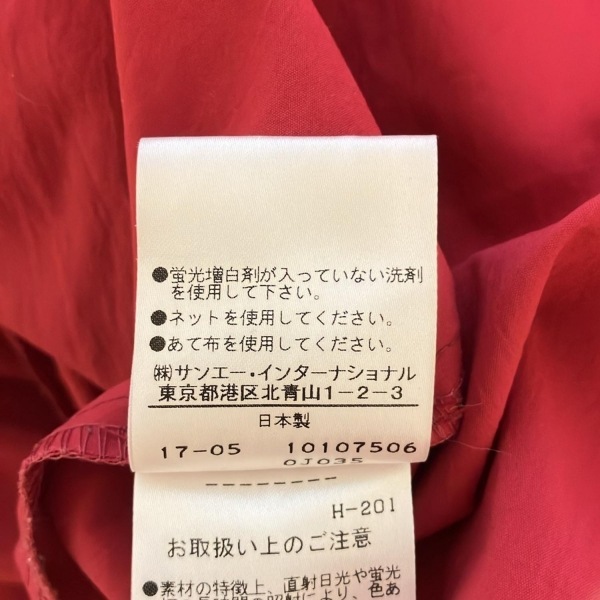 ●蛍光増白剤が入っていない洗剤
を使用して下さい。
●ネットを使用してください。
●あて布を使用してください。
㈱サンエー・インターナショナル
東京都港区北青山1-2-3
日本製
17-05 10107506
0J035
--------
H-201
お取扱い上のご注意
●素材の特徴上、直射日光や蛍光